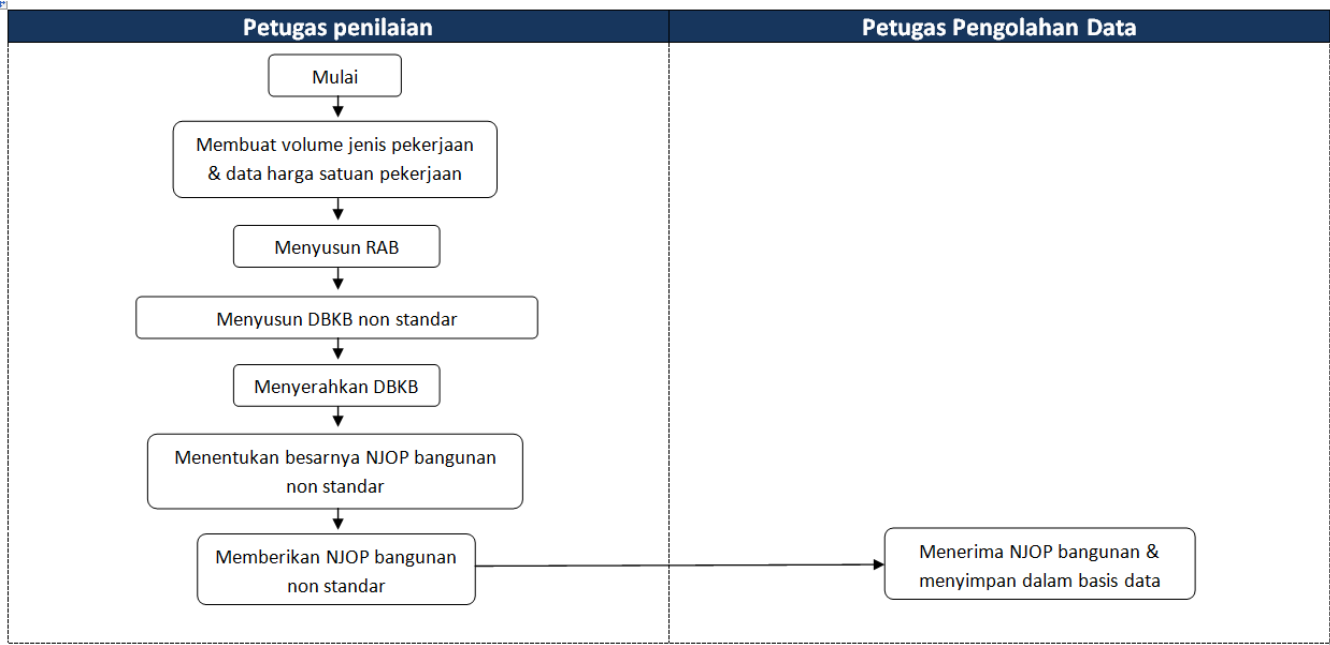 Petugas penilaian
Petugas Pengolahan Data
Mulai
Membuat volume jenis pekerjaan
& data harga satuan pekerjaan
Menyusun RAB
Menyusun DBKB non standar
Menyerahkan DBKB
Menentukan besarnya NJOP bangunan
non standar
Memberikan NJOP bangunan
non standar
Menerima NJOP bangunan &
menyimpan dalam basis data